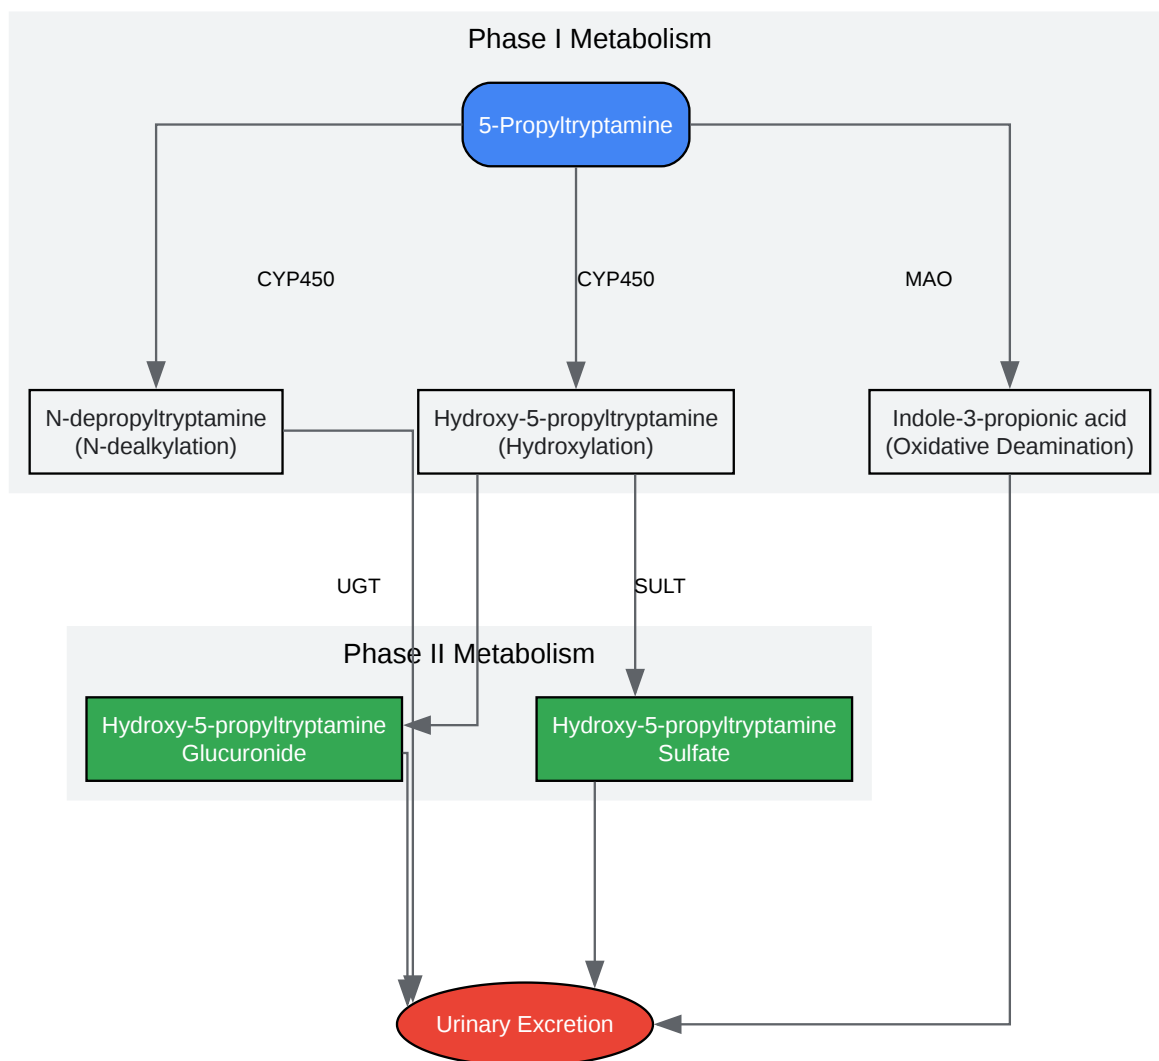 Phase I Metabolism
5-Propyltryptamine
CYP450
CYP450
MAO
N-depropyltryptamine
(N-dealkylation)
Hydroxy-5-propyltryptamine
(Hydroxylation)
Indole-3-propionic acid
(Oxidative Deamination)
UGT
SULT
Phase II Metabolism
Hydroxy-5-propyltryptamine
Glucuronide
Hydroxy-5-propyltryptamine
Sulfate
Urinary Excretion